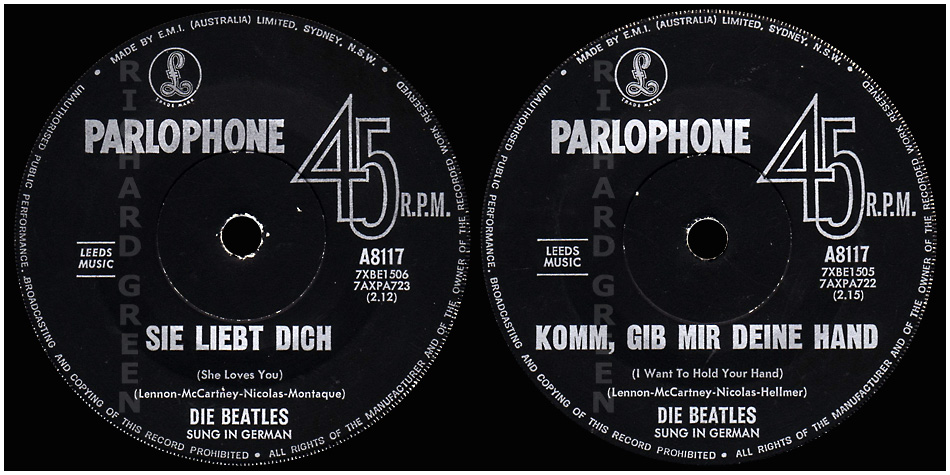 MADE BY E.M.I. (AUSTRALIA) LIMITED, SYDNEY, N.S.W. • UNAUTHORISED PUBLIC PERFORMANCE, BROADCASTING AND COPYING OF THIS RECORD PROHIBITED • ALL RIGHTS OF THE MANUFACTURER AND OF THE OWNER OF THE RECORDED WORK RESERVED •
£
TRADE MARK
PARLOPHONE
45 R.P.M.
LEEDS
MUSIC
A8117
7XBE1506
7AXPA723
(2.12)
SIE LIEBT DICH
(She Loves You)
(Lennon-McCartney-Nicolas-Montaque)
DIE BEATLES
SUNG IN GERMAN
RICHARD GREEN
MADE BY E.M.I. (AUSTRALIA) LIMITED, SYDNEY, N.S.W. • UNAUTHORISED PUBLIC PERFORMANCE, BROADCASTING AND COPYING OF THIS RECORD PROHIBITED • ALL RIGHTS OF THE MANUFACTURER AND OF THE OWNER OF THE RECORDED WORK RESERVED •
£
TRADE MARK
PARLOPHONE
45 R.P.M.
LEEDS
MUSIC
A8117
7XBE1505
7AXPA722
(2.15)
KOMM, GIB MIR DEINE HAND
(I Want To Hold Your Hand)
(Lennon-McCartney-Nicolas-Hellmer)
DIE BEATLES
SUNG IN GERMAN
RICHARD GREEN